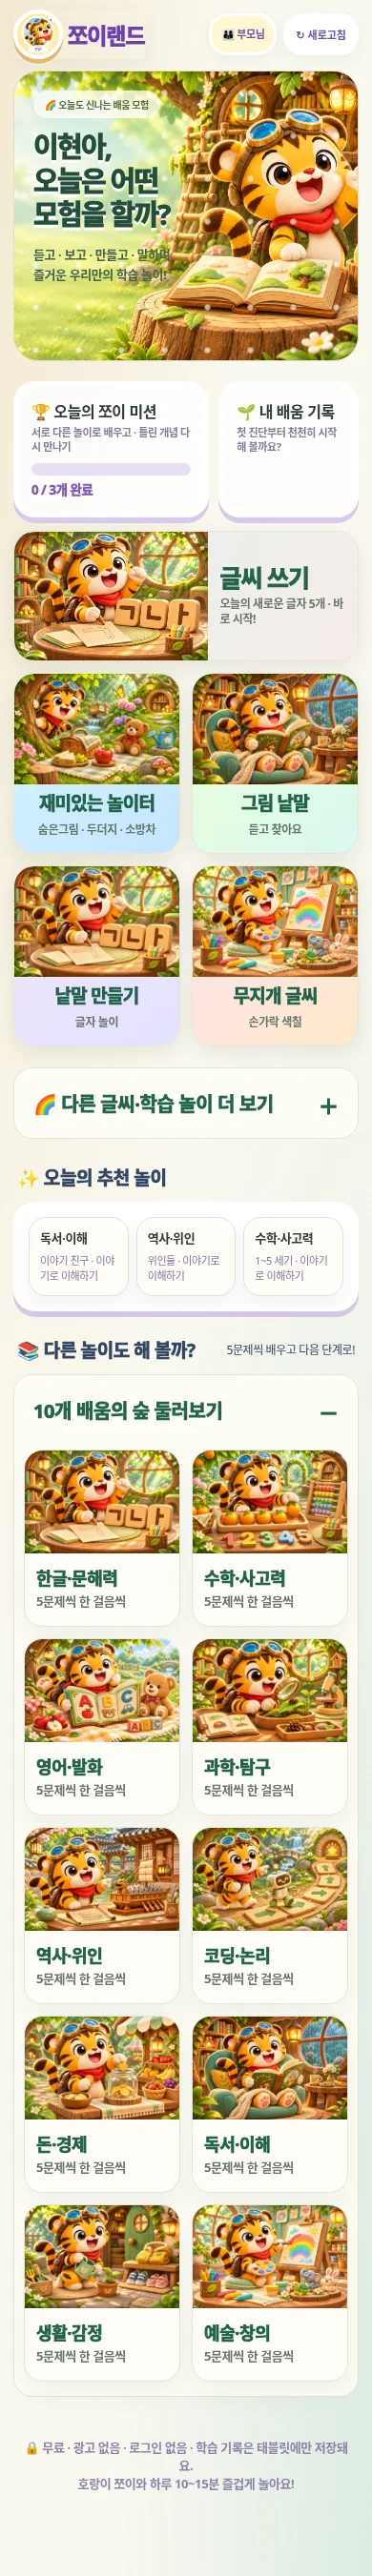 쪼이랜드
👪 부모님
↻ 새로고침
🌈 오늘도 신나는 배움 모험
이현아,
오늘은 어떤
모험을 할까?
듣고 · 보고 · 만들고 · 말하며
즐거운 우리만의 학습 놀이!
🏆 오늘의 쪼이 미션
서로 다른 놀이로 배우고 · 틀린 개념 다
시 만나기
0 / 3개 완료
🌱 내 배움 기록
첫 진단부터 천천히 시작
해 볼까요?
글씨 쓰기
오늘의 새로운 글자 5개 · 바
로 시작!
재미있는 놀이터
숨은그림 · 두더지 · 소방차
그림 낱말
듣고 찾아요
낱말 만들기
글자 놀이
무지개 글씨
손가락 색칠
🌈 다른 글씨·학습 놀이 더 보기
+
✨ 오늘의 추천 놀이
독서·이해
이야기 친구 · 이야
기로 이해하기
역사·위인
위인들 · 이야기로
이해하기
수학·사고력
1~5 세기 · 이야기
로 이해하기
📚 다른 놀이도 해 볼까?
5문제씩 배우고 다음 단계로!
10개 배움의 숲 둘러보기
−
한글·문해력
5문제씩 한 걸음씩
1 2 3 4 5
수학·사고력
5문제씩 한 걸음씩
A B C
A B C
영어·발화
5문제씩 한 걸음씩
과학·탐구
5문제씩 한 걸음씩
역사·위인
5문제씩 한 걸음씩
코딩·논리
5문제씩 한 걸음씩
돈·경제
5문제씩 한 걸음씩
독서·이해
5문제씩 한 걸음씩
생활·감정
5문제씩 한 걸음씩
예술·창의
5문제씩 한 걸음씩
🔒 무료 · 광고 없음 · 로그인 없음 · 학습 기록은 태블릿에만 저장돼
요.
호랑이 쪼이와 하루 10~15분 즐겁게 놀아요!